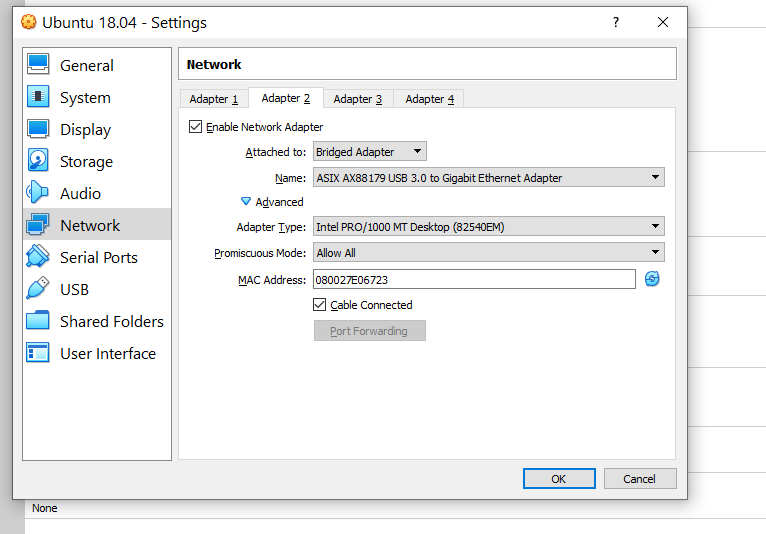 Ubuntu 18.04 - Settings
?
General
System
Display
Storage
Audio
Network
Serial Ports
USB
Shared Folders
User Interface
Network
Adapter 1 Adapter 2 Adapter 3 Adapter 4
Enable Network Adapter
Attached to: Bridged Adapter
Name: ASIX AX88179 USB 3.0 to Gigabit Ethernet Adapter
Advanced
Adapter Type: Intel PRO/1000 MT Desktop (82540EM)
Promiscuous Mode: Allow All
MAC Address: 080027E06723
Cable Connected
Port Forwarding
OK Cancel
None